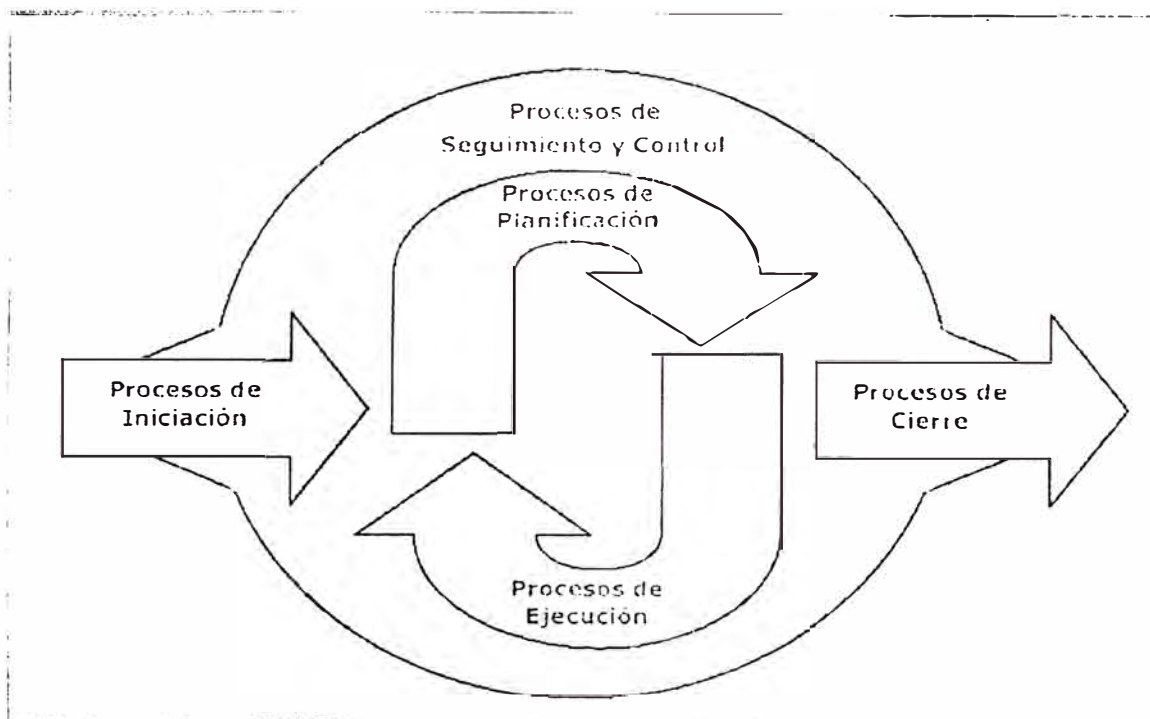 Procesos de
Seguimiento y Control
Procesos de
Planificación
Procesos de
Iniciación
Procesos de
Cierre
Procesos de
Ejecución